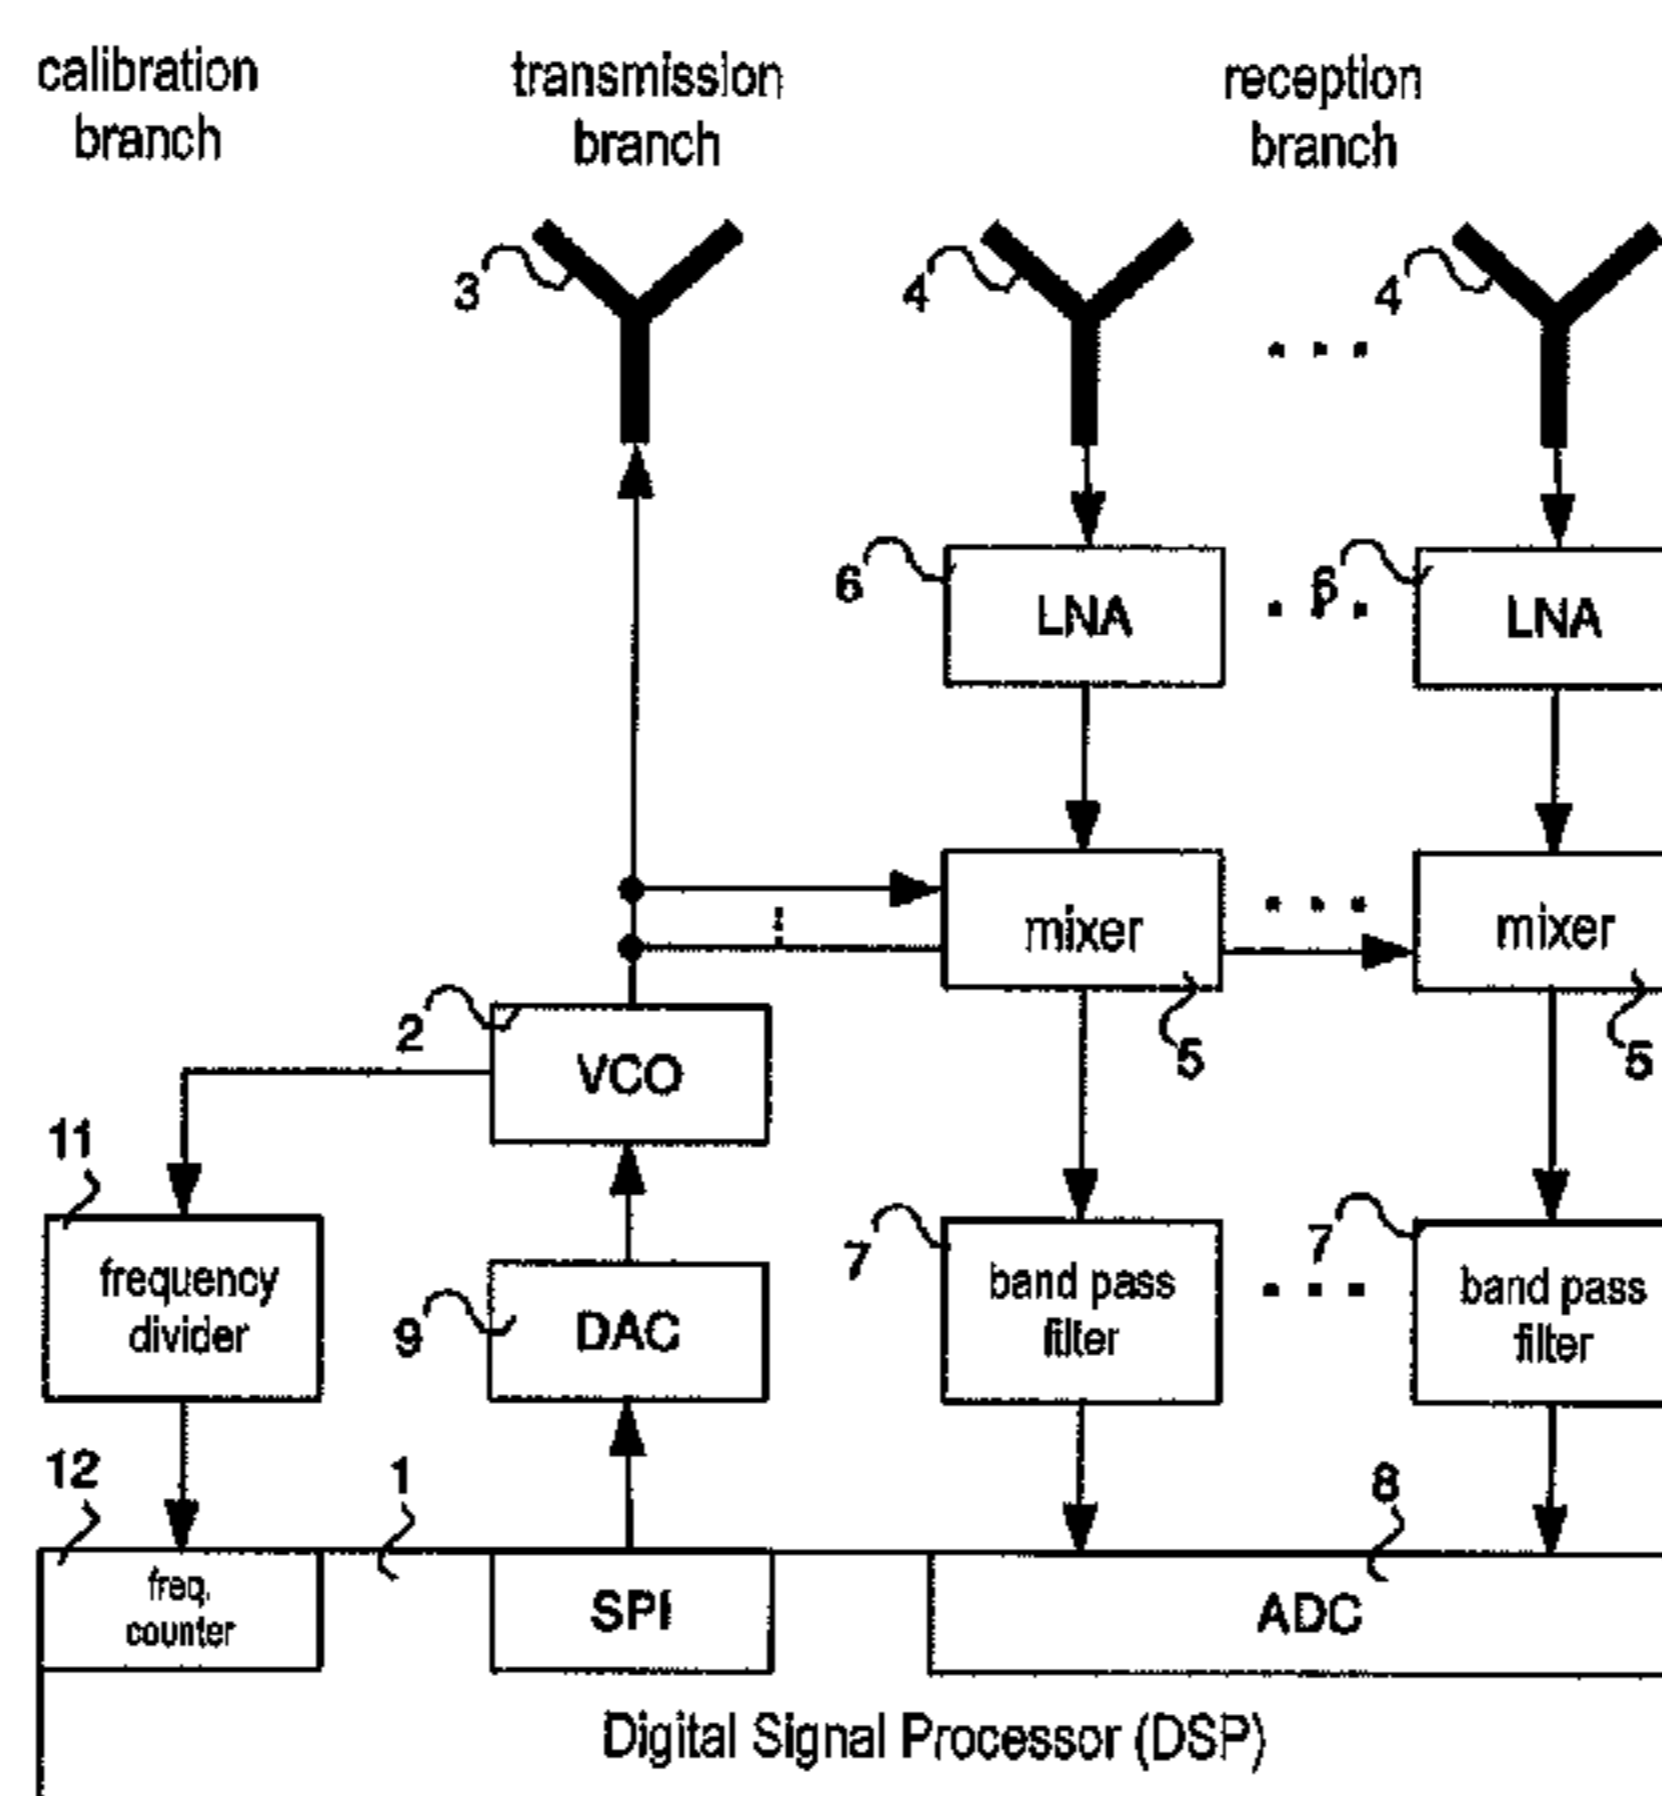 calibration
branch
transmission
branch
reception
branch
3
4
4
6
LNA
6
LNA
mixer
mixer
2
VCO
5
5
11
frequency
divider
9
DAC
7
band pass
filter
7
band pass
filter
12
1
8
freq.
counter
SPI
ADC
Digital Signal Processor (DSP)